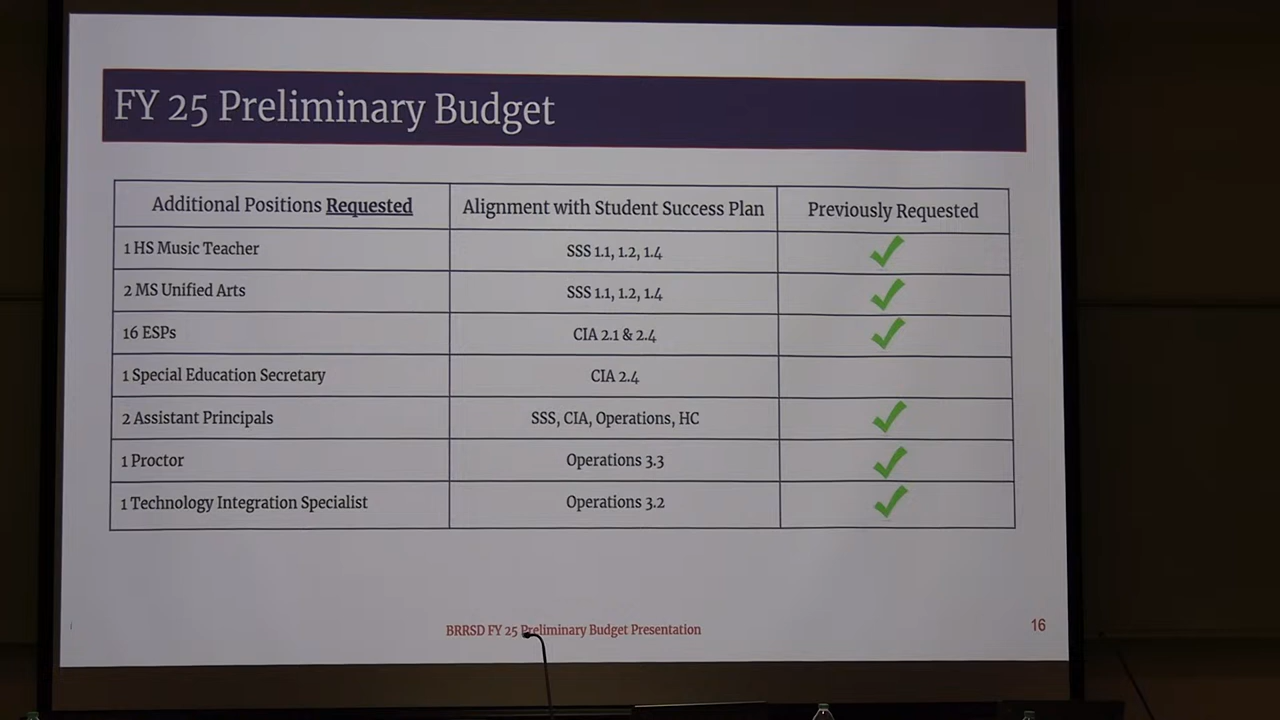 FY 25 Preliminary Budget
Additional Positions Requested Alignment with Student Success Plan Previously Requested
1 HS Music Teacher SSS 1.1, 1.2, 1.4
2 MS Unified Arts SSS 1.1, 1.2, 1.4
16 ESPs CIA 2.1 & 2.4
1 Special Education Secretary CIA 2.4
2 Assistant Principals SSS, CIA, Operations, HC
1 Proctor Operations 3.3
1 Technology Integration Specialist Operations 3.2
BRRSD FY 25 Preliminary Budget Presentation 16